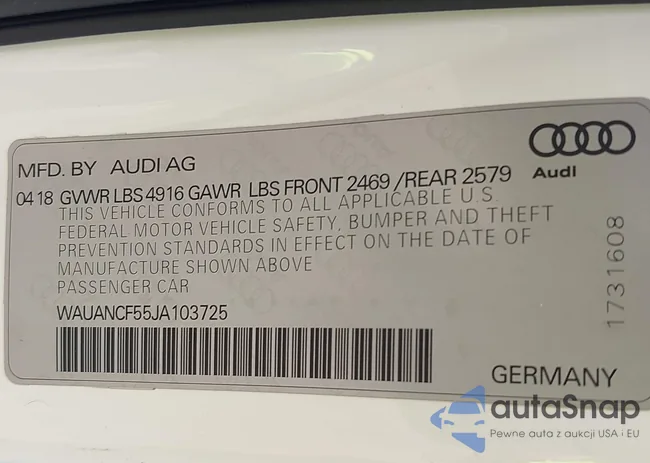 MFD. BY AUDI AG
Audi
04 18 GVWR LBS 4916 GAWR LBS FRONT 2469 /REAR 2579
THIS VEHICLE CONFORMS TO ALL APPLICABLE U.S.
FEDERAL MOTOR VEHICLE SAFETY, BUMPER AND THEFT
PREVENTION STANDARDS IN EFFECT ON THE DATE OF
MANUFACTURE SHOWN ABOVE
PASSENGER CAR
WAUANCF55JA103725
1731608
GERMANY
autaSnap
Pewne auta z aukcji USA i EU